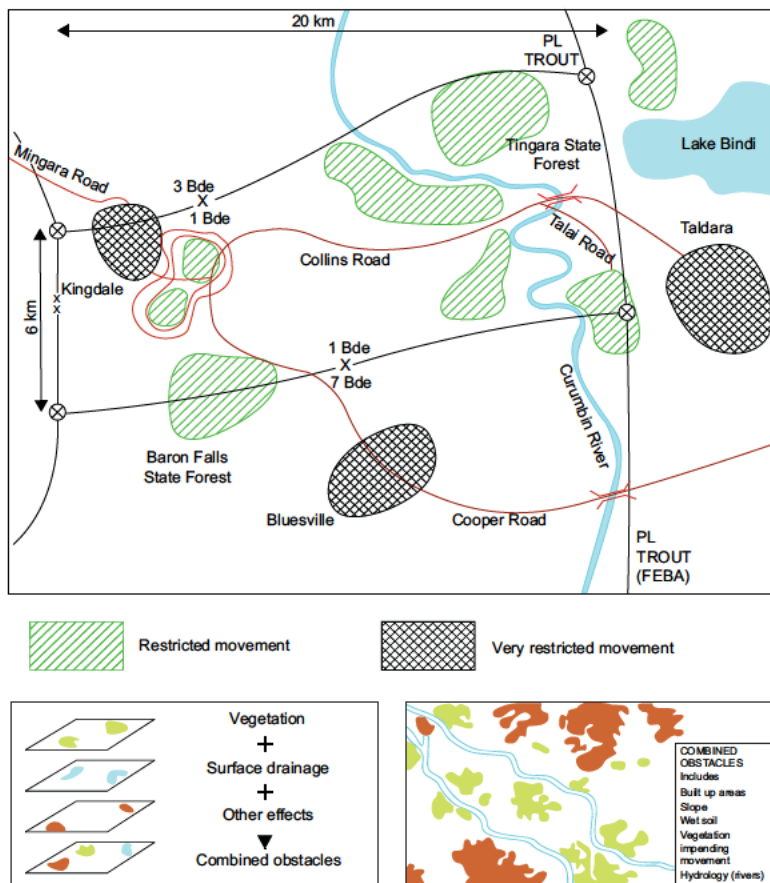 20 km
PL
TROUT
Mingara Road
Tingara State
Forest
Lake Bindi
3 Bde
X
1 Bde
Talai Road
Taldara
Collins Road
Kingdale
x
x
6 km
1 Bde
X
7 Bde
Curumbin River
Baron Falls
State Forest
Bluesville
Cooper Road
PL
TROUT
(FEBA)
Restricted movement
Very restricted movement
Vegetation
+
Surface drainage
+
Other effects
Combined obstacles
COMBINED
OBSTACLES
Includes
Built up areas
Slope
Wet soil
Vegetation
impending
movement
Hydrology (rivers)